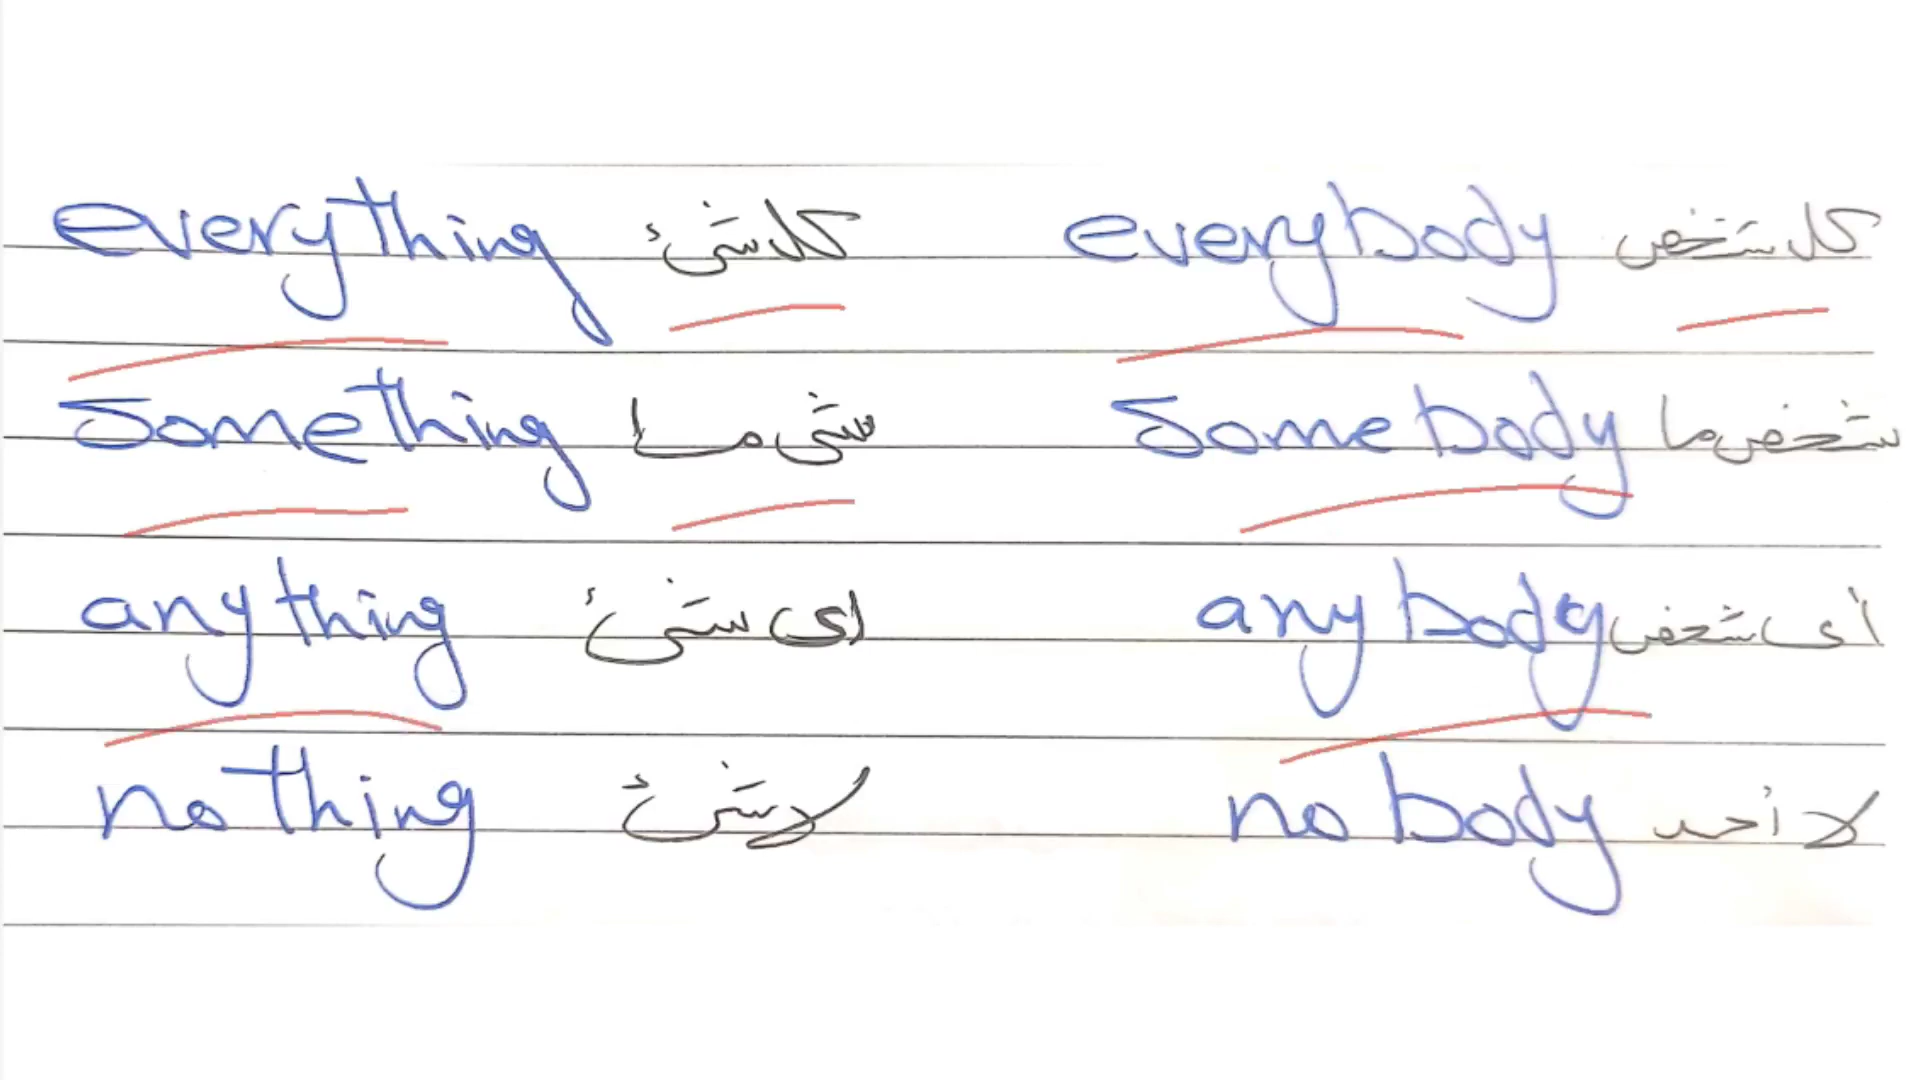 everything كل شئ everybody كل شخص
something شئ ما somebody شخص ما
anything اى شئ anybody أى شخص
nothing لا شئ nobody لا أحد